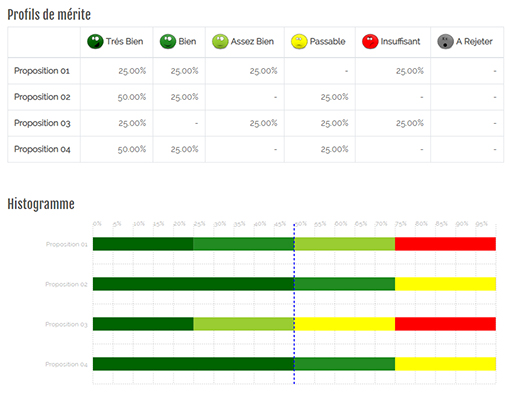 Profils de mérite
Très Bien Bien Assez Bien Passable Insuffisant A Rejeter
Proposition 01 25.00% 25.00% 25.00% - 25.00% -
Proposition 02 50.00% 25.00% - 25.00% - -
Proposition 03 25.00% - 25.00% 25.00% 25.00% -
Proposition 04 50.00% 25.00% - 25.00% - -
Histogramme
0% 5% 10% 15% 20% 25% 30% 35% 40% 45% 50% 55% 60% 65% 70% 75% 80% 85% 90% 95%
Proposition 01
Proposition 02
Proposition 03
Proposition 04